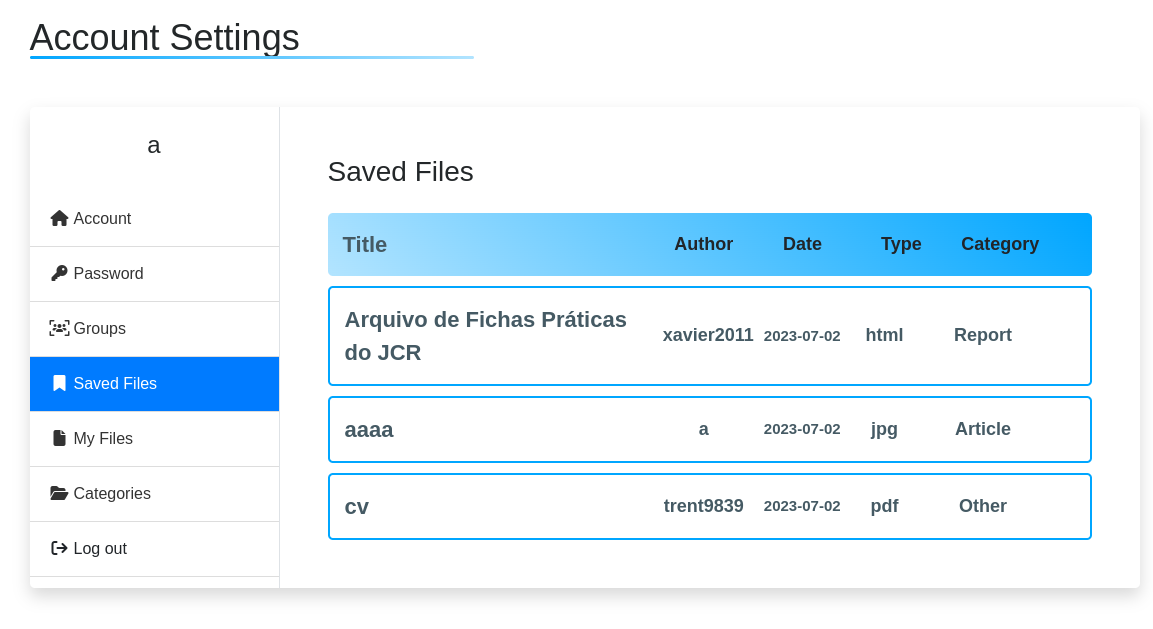 Account Settings
a
Account
Password
Groups
Saved Files
My Files
Categories
Log out
Saved Files
Title Author Date Type Category
Arquivo de Fichas Práticas
do JCR
xavier2011 2023-07-02 html Report
aaaa a 2023-07-02 jpg Article
cv trent9839 2023-07-02 pdf Other